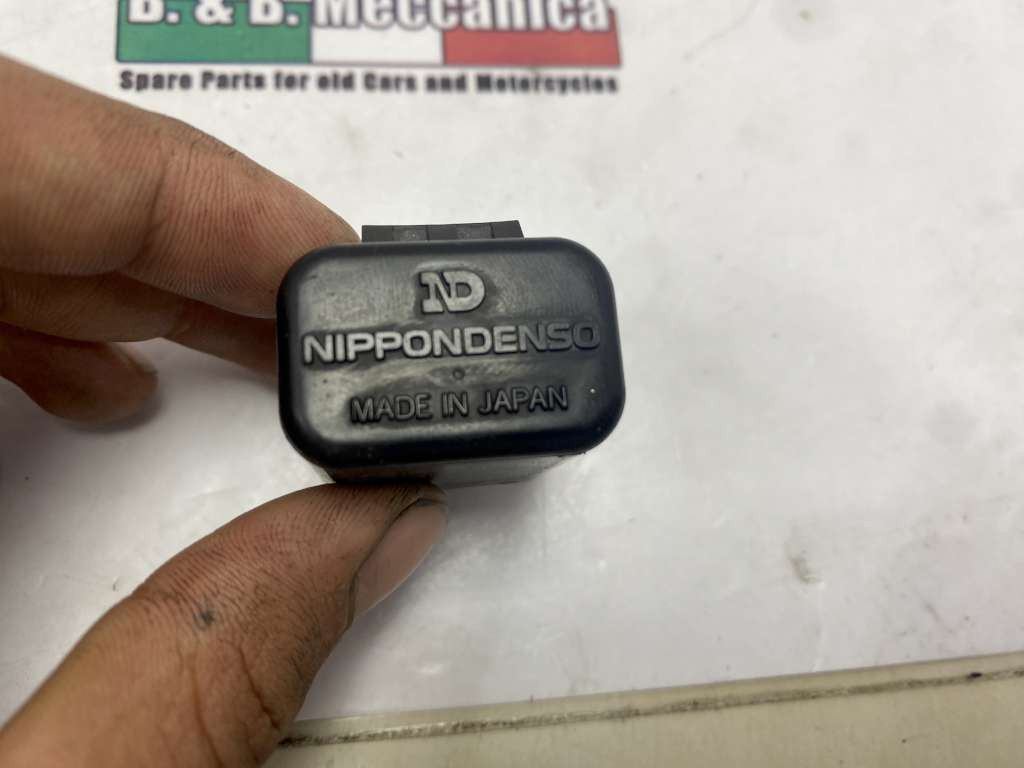 B. & B. Meccanica
Spare Parts for old Cars and Motorcycles
ND
NIPPONDENSO
MADE IN JAPAN